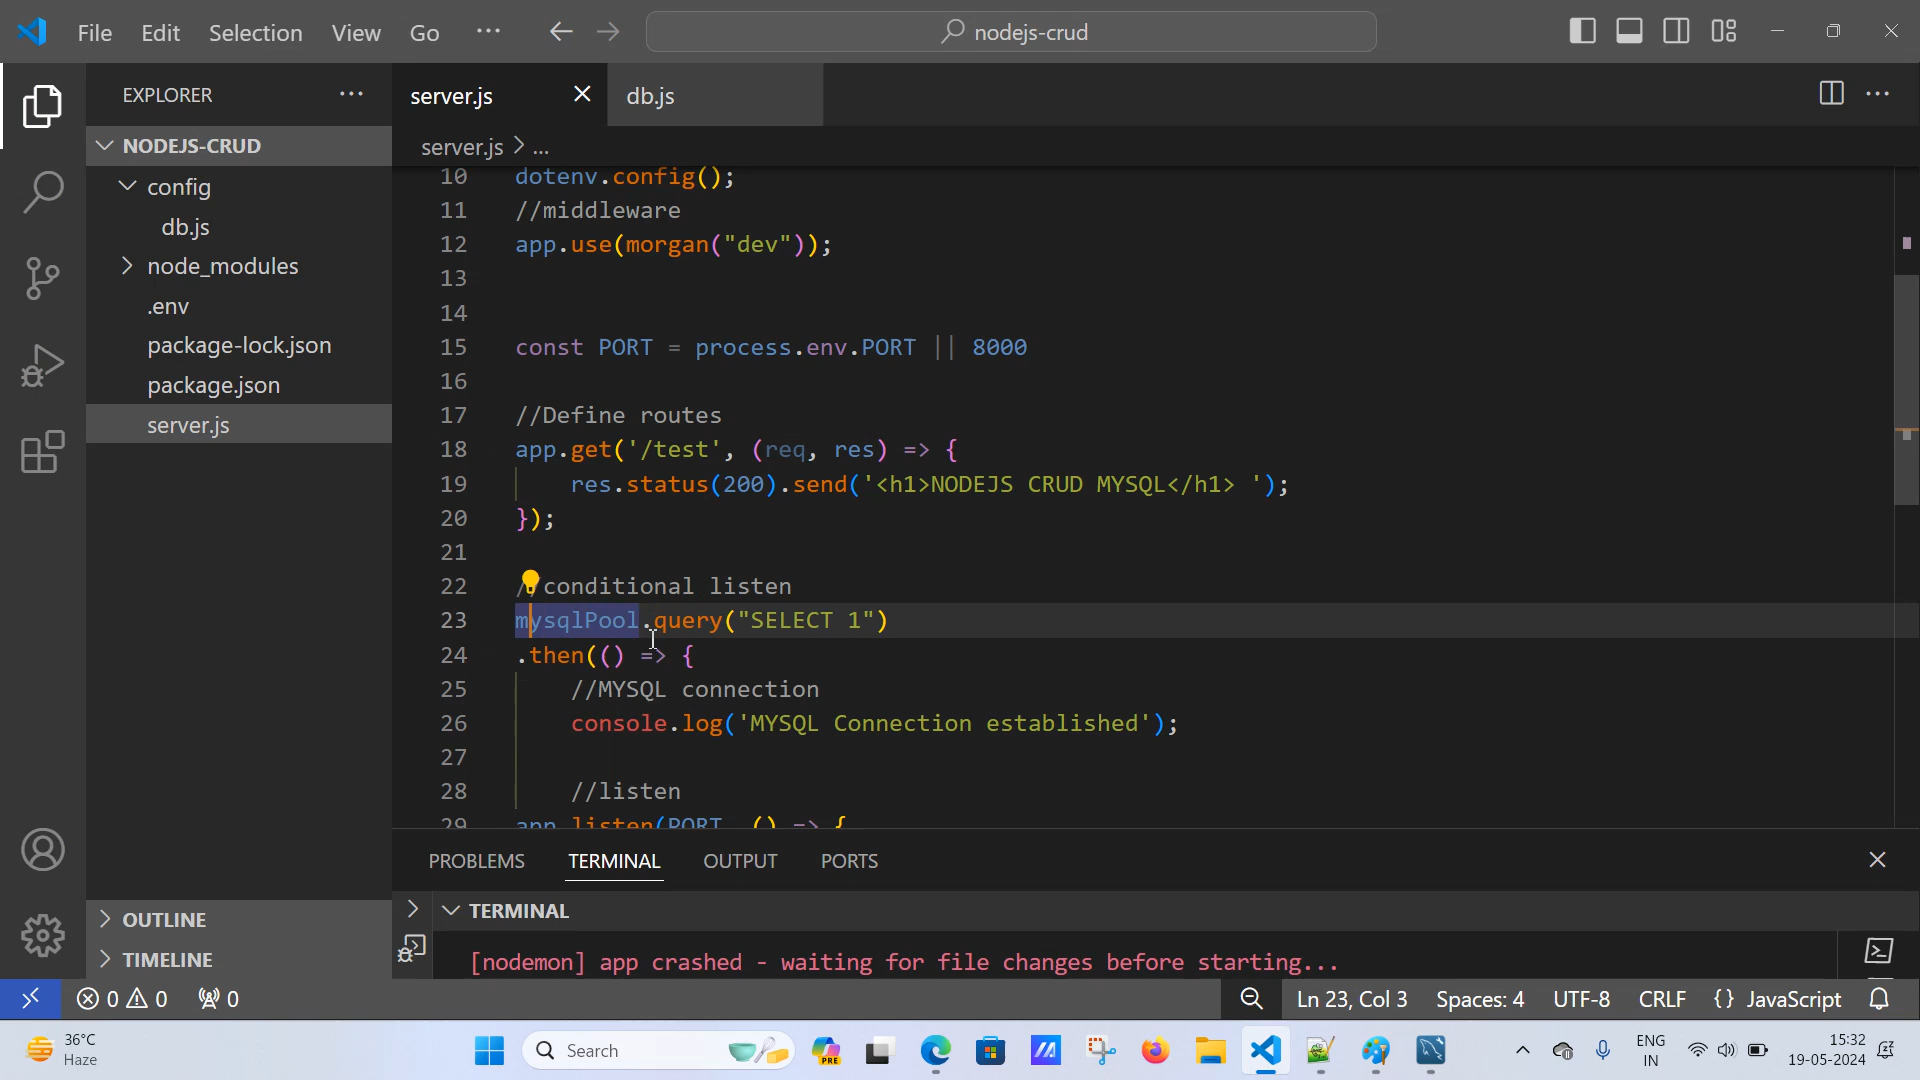 File Edit Selection View Go ... nodejs-crud
EXPLORER ...
server.js
db.js
NODEJS-CRUD
config
db.js
node_modules
.env
package-lock.json
package.json
server.js
OUTLINE
TIMELINE
server.js > ...
10 dotenv.config();
11 //middleware
12 app.use(morgan("dev"));
13
14
15 const PORT = process.env.PORT || 8000
16
17 //Define routes
18 app.get('/test', (req, res) => {
19 res.status(200).send('<h1>NODEJS CRUD MYSQL</h1> ');
20 });
21
22 //conditional listen
23 mysqlPool.query("SELECT 1")
24 .then(() => {
25 //MYSQL connection
26 console.log('MYSQL Connection established');
27
28 //listen
29 app.listen(PORT, () => {
PROBLEMS TERMINAL OUTPUT PORTS
TERMINAL
[nodemon] app crashed - waiting for file changes before starting...
0 0 0 Ln 23, Col 3 Spaces: 4 UTF-8 CRLF {} JavaScript
36°C
Haze
Search
PRE
ENG
IN
15:32
19-05-2024